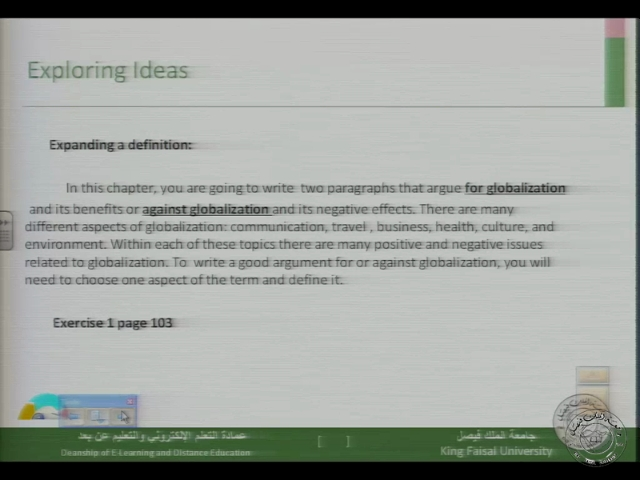 Exploring Ideas
Expanding a definition:
In this chapter, you are going to write two paragraphs that argue for globalization
and its benefits or against globalization and its negative effects. There are many
different aspects of globalization: communication, travel , business, health, culture, and
environment. Within each of these topics there are many positive and negative issues
related to globalization. To write a good argument for or against globalization, you will
need to choose one aspect of the term and define it.
Exercise 1 page 103
عمادة التعلم الإلكتروني والتعليم عن بعد
[ ]
جامعة الملك فيصل
Deanship of E-Learning and Distance Education
King Faisal University